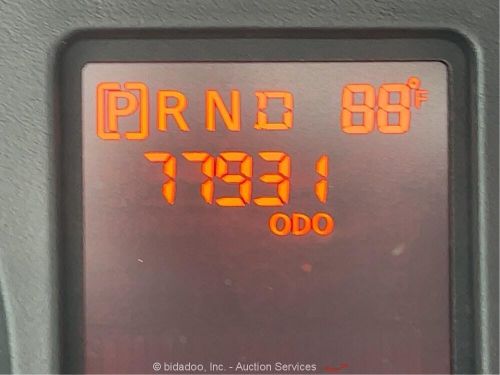 [P] R N D 88°F
77931
ODO
© bidadoo, Inc. - Auction Services